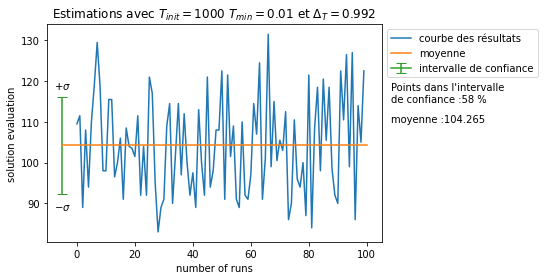 Estimations avec T_init = 1000 T_min = 0.01 et Δ_T = 0.992
solution evaluation
130
120
110
100
90
+σ
−σ
0
20
40
60
80
100
number of runs
courbe des résultats
moyenne
intervalle de confiance
Points dans l'intervalle
de confiance :58 %
moyenne :104.265